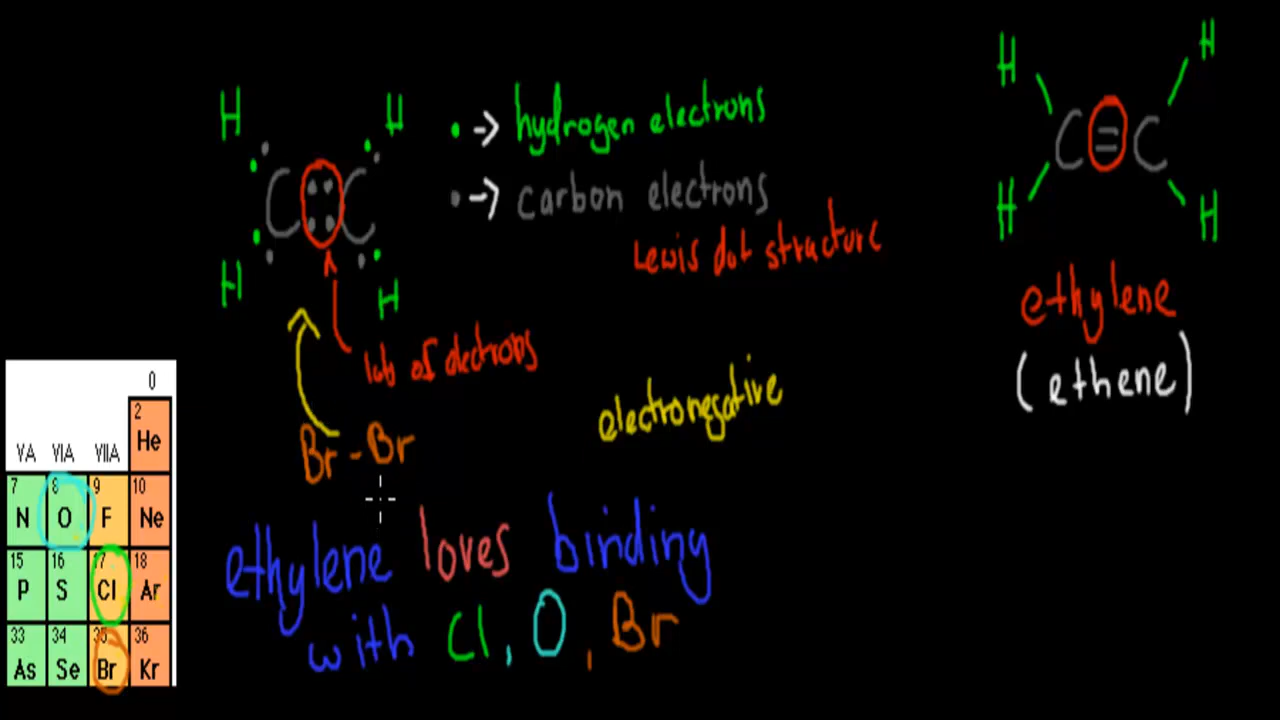 H H
• -> hydrogen electrons
C :: C
• -> carbon electrons
Lewis dot structure
H H
lots of electrons
electronegative
Br - Br
ethylene loves binding
with Cl, O, Br
H H
C = C
H H
ethylene
(ethene)
0
2
He
VA VIA VIIA
7 8 9 10
N O F Ne
15 16 17 18
P S Cl Ar
33 34 35 36
As Se Br Kr